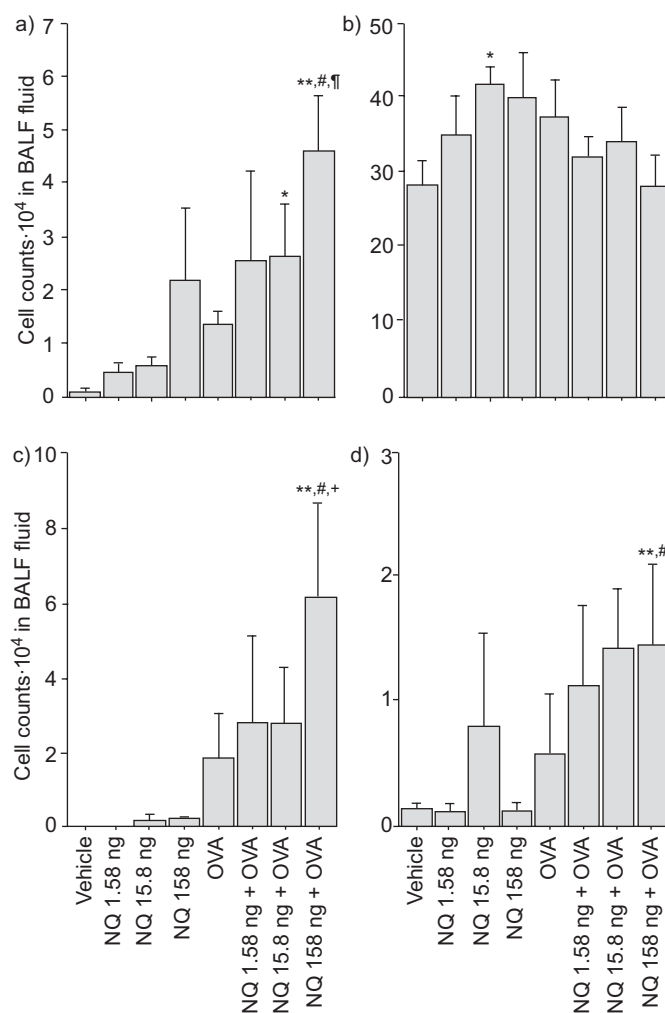 a) 7
6
5
4
3
2
1
0
Cell counts·10⁴ in BALF fluid
*
**,#,¶
b) 50
40
30
20
10
0
*
c) 10
8
6
4
2
0
Cell counts·10⁴ in BALF fluid
**,#,+
Vehicle
NQ 1.58 ng
NQ 15.8 ng
NQ 158 ng
OVA
NQ 1.58 ng + OVA
NQ 15.8 ng + OVA
NQ 158 ng + OVA
d) 3
2
1
0
**,#
Vehicle
NQ 1.58 ng
NQ 15.8 ng
NQ 158 ng
OVA
NQ 1.58 ng + OVA
NQ 15.8 ng + OVA
NQ 158 ng + OVA